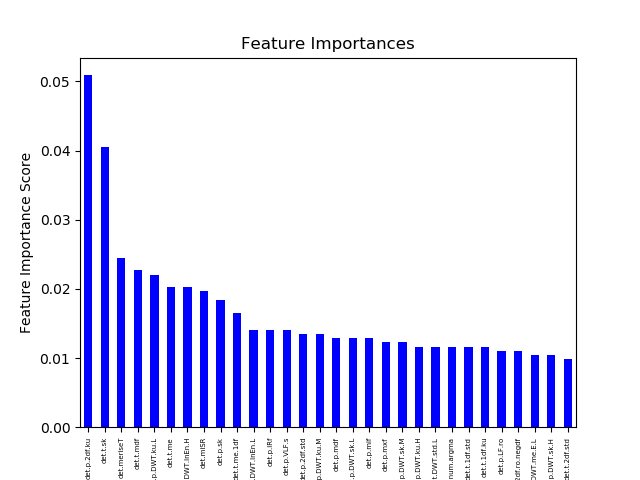 Feature Importances
Feature Importance Score
0.05
0.04
0.03
0.02
0.01
0.00
det.p.2df.ku
det.t.sk
det.meriseT
det.t.mdf
.p.DWT.ku.L
det.t.me
DWT.lnEn.H
det.mISR
det.p.sk
det.t.me.1df
DWT.lnEn.L
det.p.lRf
det.p.VLF.s
det.p.2df.std
p.DWT.ku.M
det.p.mdf
.p.DWT.sk.L
det.p.mif
det.p.mxf
p.DWT.sk.M
p.DWT.ku.H
t.DWT.std.L
num.argma
det.t.1df.std
det.t.1df.ku
det.p.LF.ro
2df.ro.negdf
DWT.me.E.L
p.DWT.sk.H
det.t.2df.std